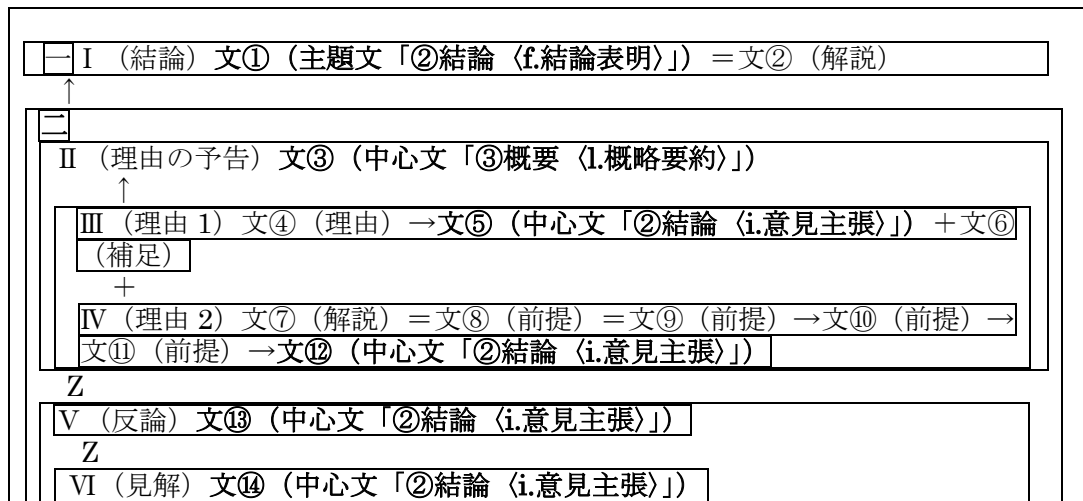 一 Ⅰ（結論）文①（主題文「②結論〈f.結論表明〉」）＝文②（解説）
↑
二
Ⅱ（理由の予告）文③（中心文「③概要〈l.概略要約〉」）
↑
Ⅲ（理由 1）文④（理由）→文⑤（中心文「②結論〈i.意見主張〉」）＋文⑥
（補足）
＋
Ⅳ（理由 2）文⑦（解説）＝文⑧（前提）＝文⑨（前提）→文⑩（前提）→
文⑪（前提）→文⑫（中心文「②結論〈i.意見主張〉」）
Z
Ⅴ（反論）文⑬（中心文「②結論〈i.意見主張〉」）
Z
Ⅵ（見解）文⑭（中心文「②結論〈i.意見主張〉」）